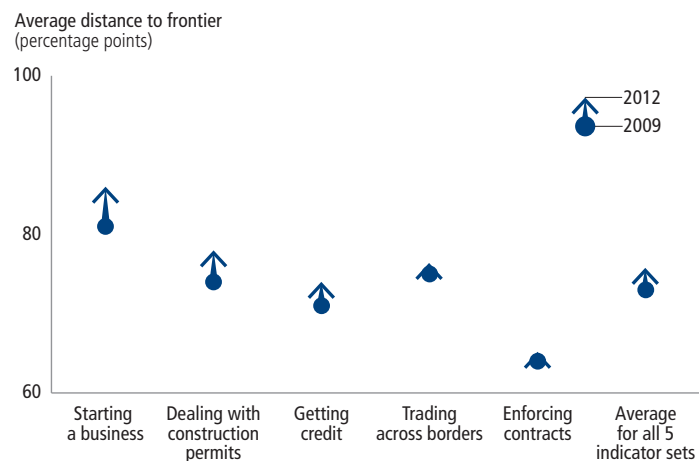 Average distance to frontier
(percentage points)
100
2012
2009
80
60
Starting
a business
Dealing with
construction
permits
Getting
credit
Trading
across borders
Enforcing
contracts
Average
for all 5
indicator sets